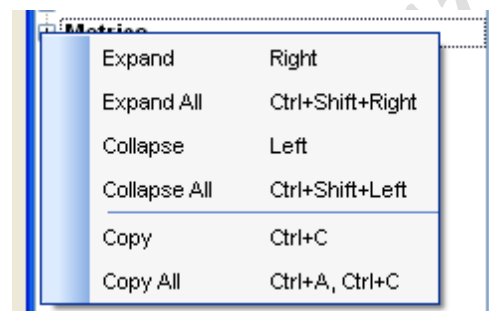 Metrics
Expand Right
Expand All Ctrl+Shift+Right
Collapse Left
Collapse All Ctrl+Shift+Left
Copy Ctrl+C
Copy All Ctrl+A, Ctrl+C